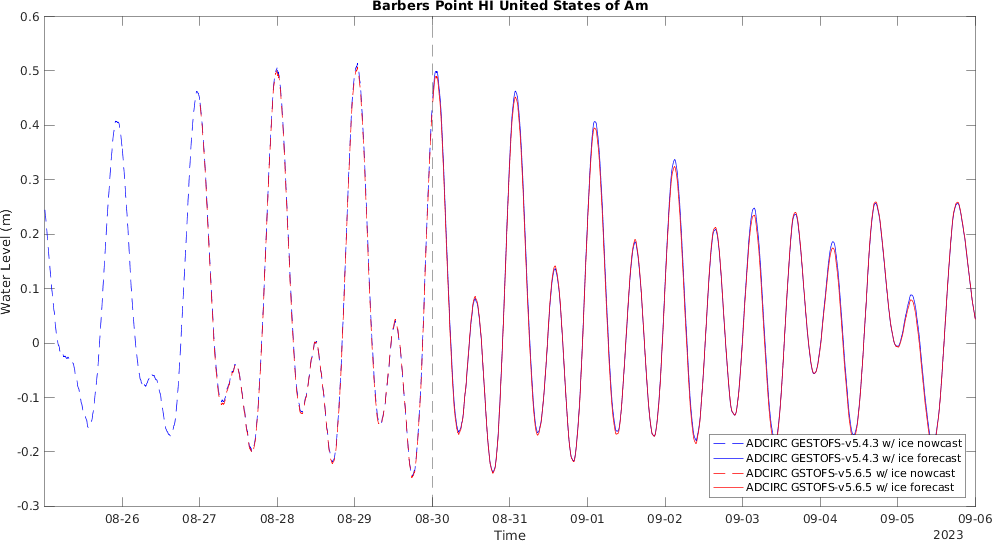 Barbers Point HI United States of Am
0.6
0.5
0.4
0.3
0.2
0.1
0
-0.1
-0.2
-0.3
Water Level (m)
ADCIRC GESTOFS-v5.4.3 w/ ice nowcast
ADCIRC GESTOFS-v5.4.3 w/ ice forecast
ADCIRC GSTOFS-v5.6.5 w/ ice nowcast
ADCIRC GSTOFS-v5.6.5 w/ ice forecast
08-26 08-27 08-28 08-29 08-30 08-31 09-01 09-02 09-03 09-04 09-05 09-06
Time
2023